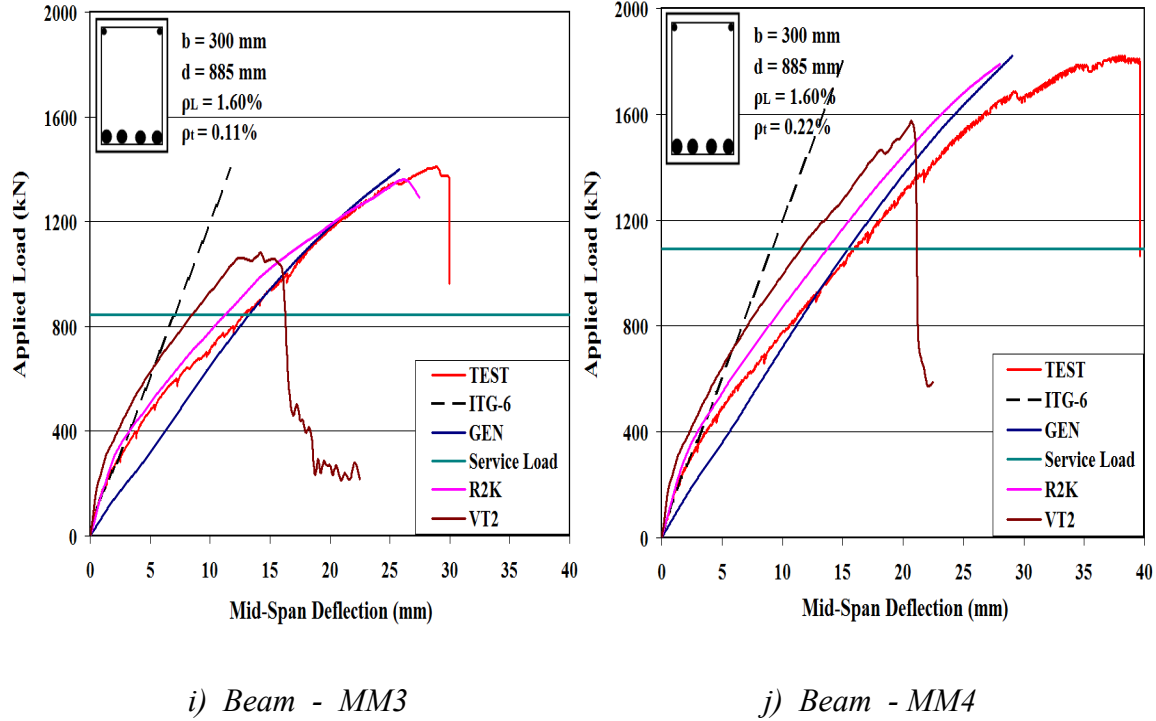 2000
1600
1200
800
400
0
Applied Load (kN)
b = 300 mm
d = 885 mm
ρL = 1.60%
ρt = 0.11%
TEST
ITG-6
GEN
Service Load
R2K
VT2
0 5 10 15 20 25 30 35 40
Mid-Span Deflection (mm)
i) Beam - MM3
2000
1600
1200
800
400
0
Applied Load (kN)
b = 300 mm
d = 885 mm
ρL = 1.60%
ρt = 0.22%
TEST
ITG-6
GEN
Service Load
R2K
VT2
0 5 10 15 20 25 30 35 40
Mid-Span Deflection (mm)
j) Beam - MM4